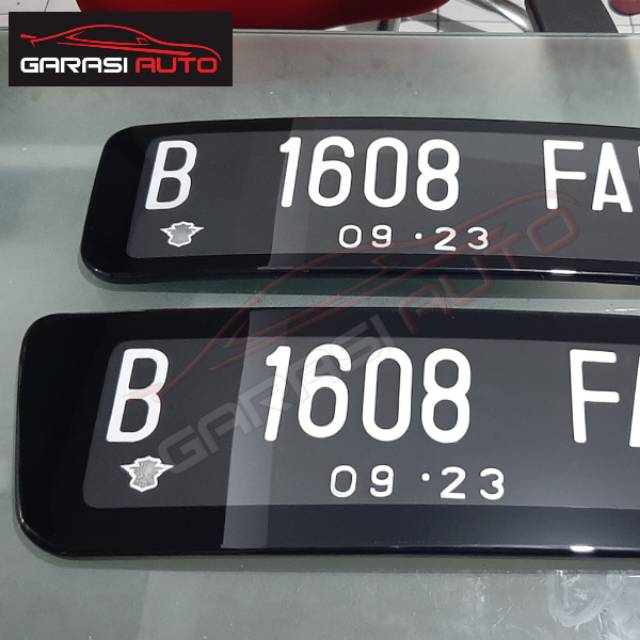 GARASI AUTO
B 1608 FA
09 · 23
B 1608 F
09 · 23
GARASI AUTO